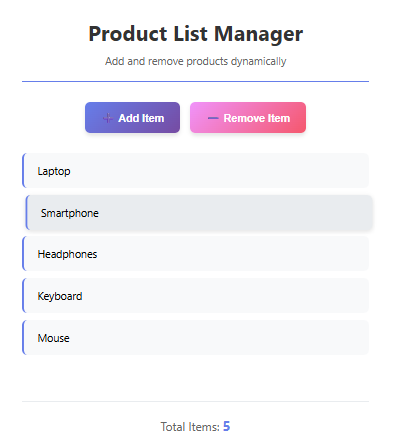 Product List Manager
Add and remove products dynamically
➕ Add Item ➖ Remove Item
Laptop
Smartphone
Headphones
Keyboard
Mouse
Total Items: 5